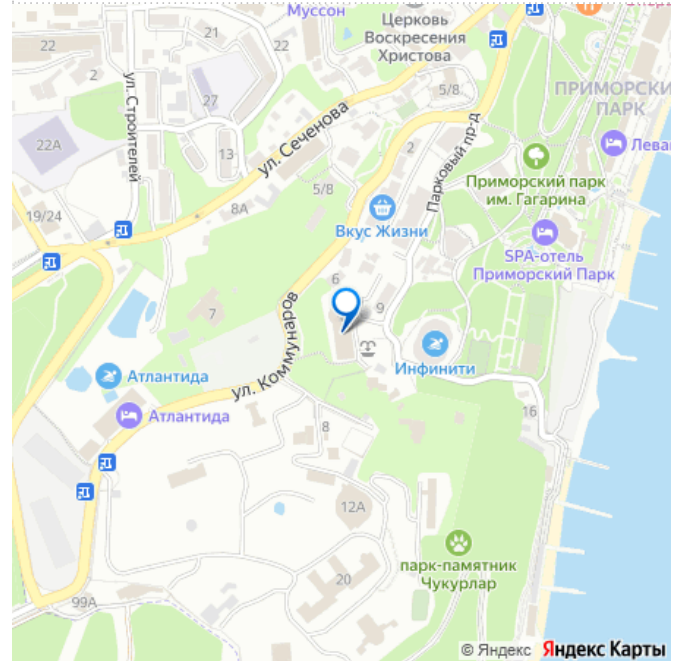 Муссон
22
22
2
21
27
22А
13
ул. Строителей
Церковь
Воскресения
Христова
5/8
2
ПРИМОРСКИ
ПАРК
Лева
ул. Сеченова
Парковый пр-д
Приморский парк
им. Гагарина
5/8
8А
19/24
Вкус Жизни
SPA-отель
Приморский Парк
6
9
7
ул. Коммунаров
Инфинити
Атлантида
Атлантида
16
8
12А
парк-памятник
Чукурлар
20
99А
© Яндекс Яндекс Карты